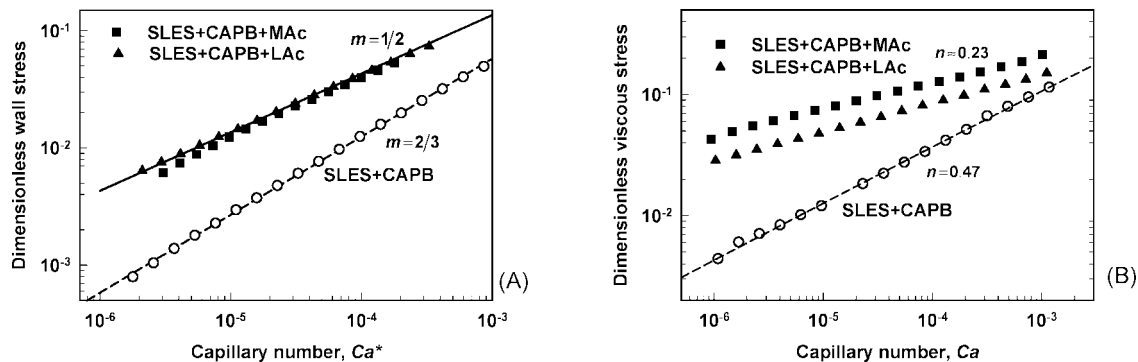 Dimensionless wall stress
10⁻¹
10⁻²
10⁻³
SLES+CAPB+MAc
SLES+CAPB+LAc
m=1/2
m=2/3
SLES+CAPB
10⁻⁶ 10⁻⁵ 10⁻⁴ 10⁻³
Capillary number, Ca*
(A)
Dimensionless viscous stress
10⁻¹
10⁻²
SLES+CAPB+MAc
SLES+CAPB+LAc
n≈0.23
n=0.47
SLES+CAPB
10⁻⁶ 10⁻⁵ 10⁻⁴ 10⁻³
Capillary number, Ca
(B)